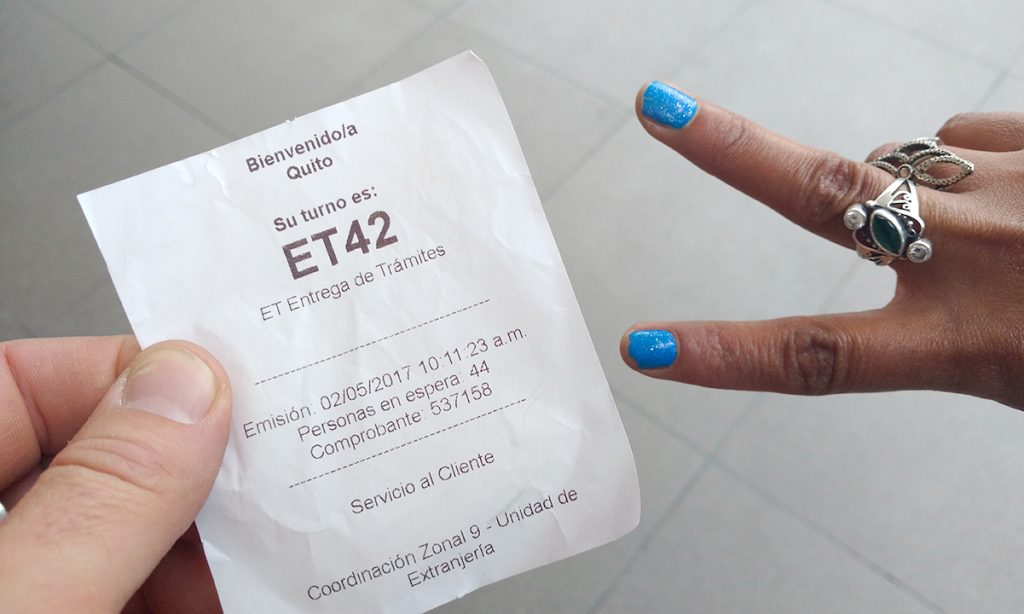 Bienvenido/a
Quito
Su turno es:
ET42
ET Entrega de Trámites
Emisión: 02/05/2017 10:11:23 a.m.
Personas en espera: 44
Comprobante: 537158
Servicio al Cliente
Coordinación Zonal 9 - Unidad de
Extranjería